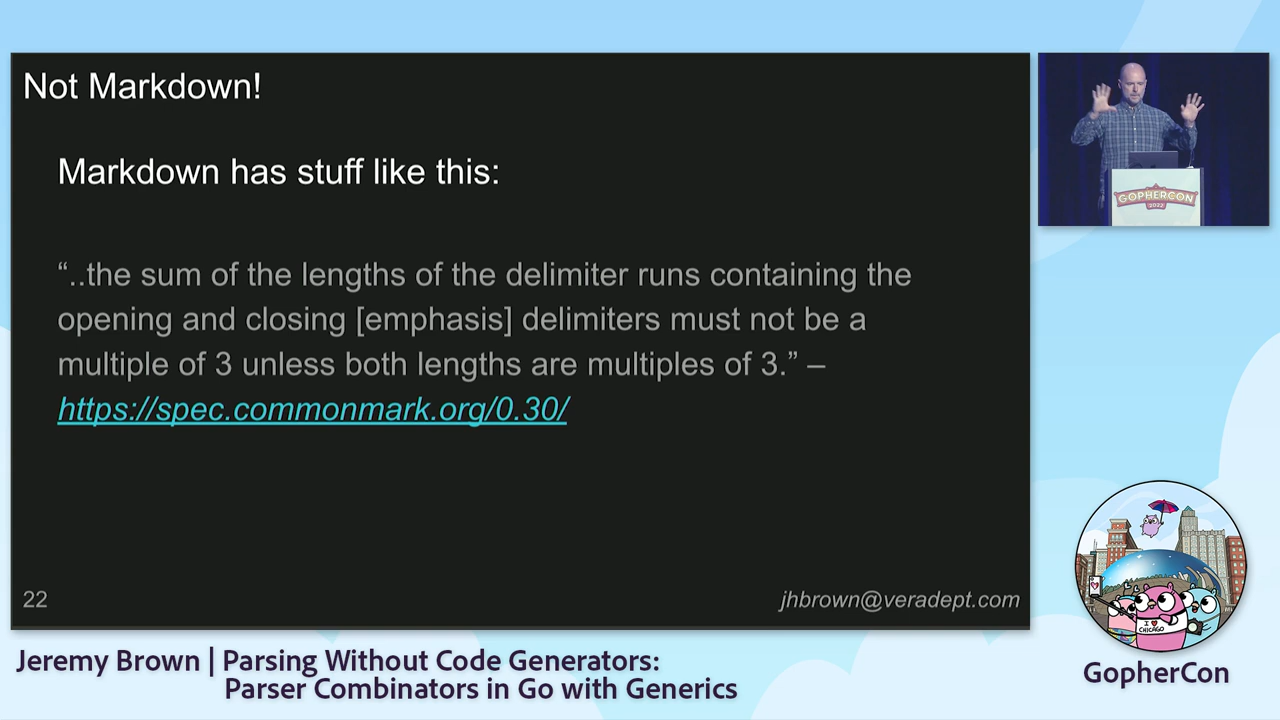 Not Markdown!
Markdown has stuff like this:
“..the sum of the lengths of the delimiter runs containing the
opening and closing [emphasis] delimiters must not be a
multiple of 3 unless both lengths are multiples of 3.” –
https://spec.commonmark.org/0.30/
22
jhbrown@veradept.com
GOPHERCON
2022
I
CHICAGO
GopherCon
Jeremy Brown | Parsing Without Code Generators:
Parser Combinators in Go with Generics